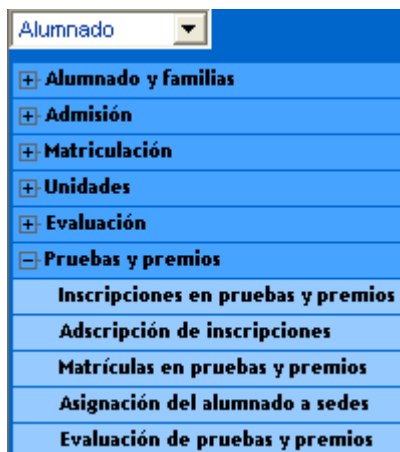 Alumnado
Alumnado y familias
Admisión
Matriculación
Unidades
Evaluación
Pruebas y premios
Inscripciones en pruebas y premios
Adscripción de inscripciones
Matrículas en pruebas y premios
Asignación del alumnado a sedes
Evaluación de pruebas y premios